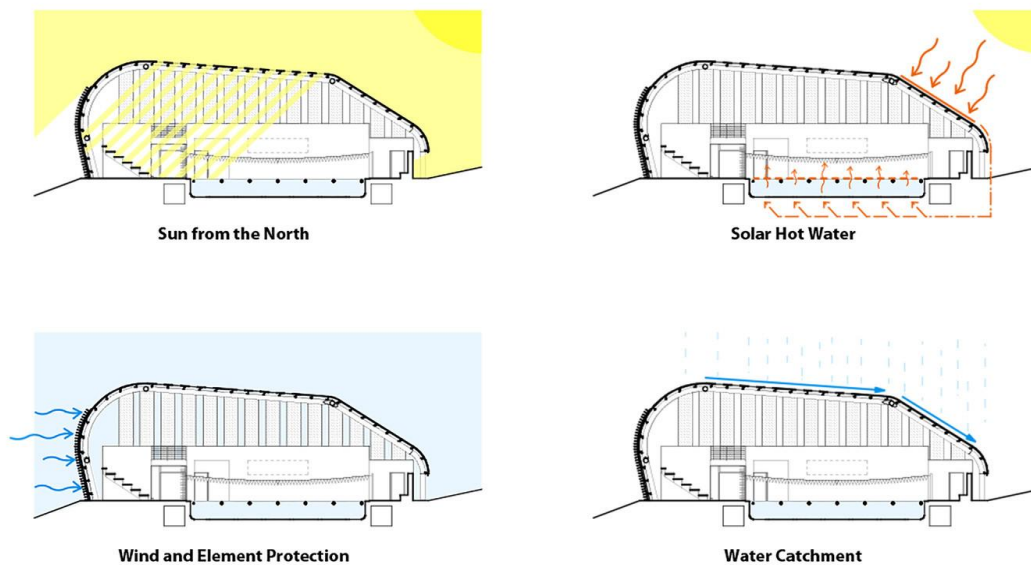 Sun from the North
Solar Hot Water
Wind and Element Protection
Water Catchment